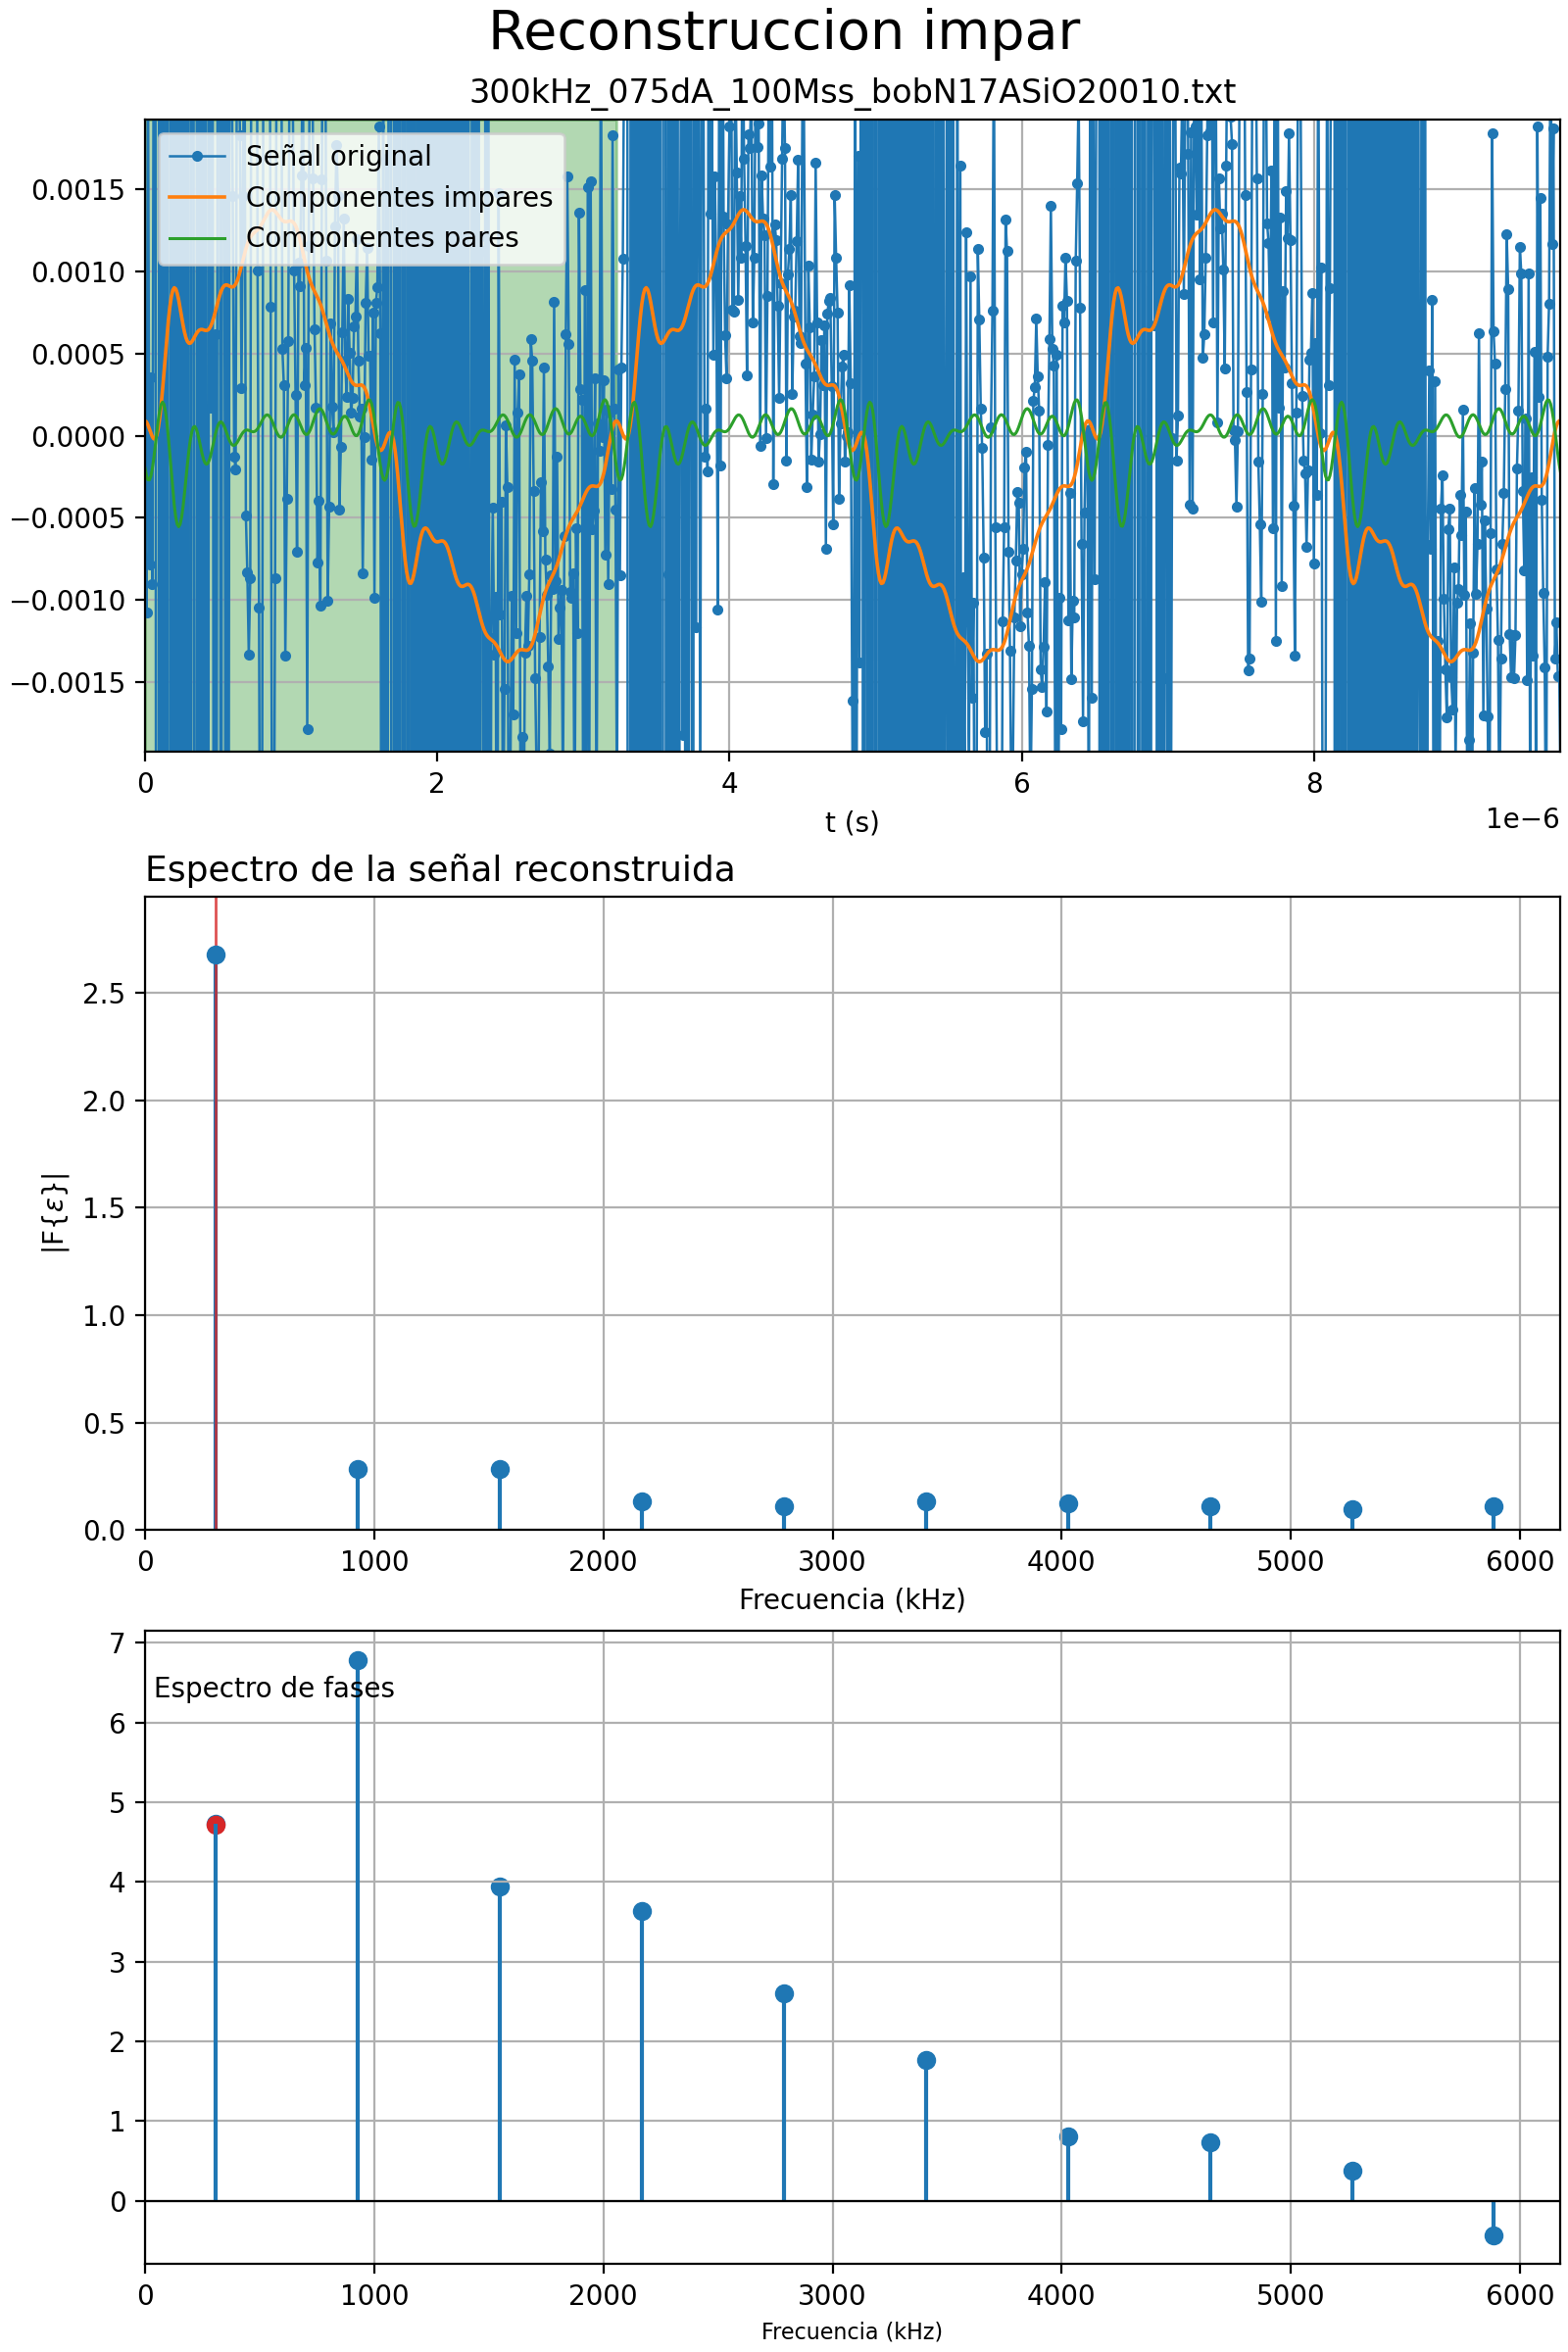 Reconstruccion impar
300kHz_075dA_100Mss_bobN17ASiO20010.txt
Señal original
Componentes impares
Componentes pares
0.0015
0.0010
0.0005
0.0000
−0.0005
−0.0010
−0.0015
0 2 4 6 8
t (s)
1e−6
Espectro de la señal reconstruida
|F{ε}|
2.5
2.0
1.5
1.0
0.5
0.0
0 1000 2000 3000 4000 5000 6000
Frecuencia (kHz)
Espectro de fases
7
6
5
4
3
2
1
0
0 1000 2000 3000 4000 5000 6000
Frecuencia (kHz)